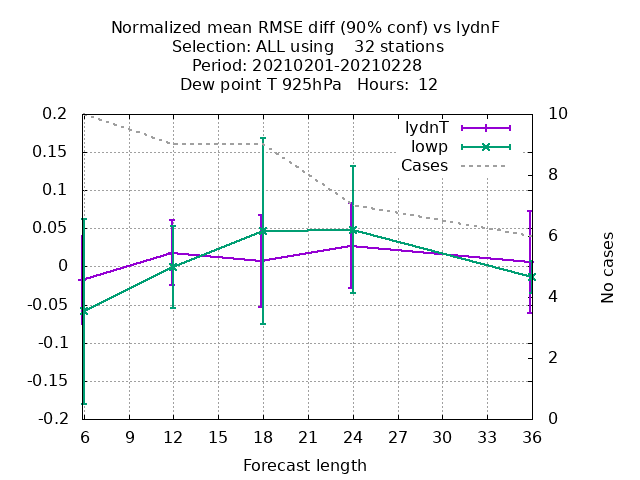 Normalized mean RMSE diff (90% conf) vs lydnF
Selection: ALL using    32 stations
Period: 20210201-20210228
Dew point T 925hPa   Hours:  12
lydnT
lowp
Cases
0.2
0.15
0.1
0.05
0
-0.05
-0.1
-0.15
-0.2
10
8
6
4
2
0
No cases
6 9 12 15 18 21 24 27 30 33 36
Forecast length